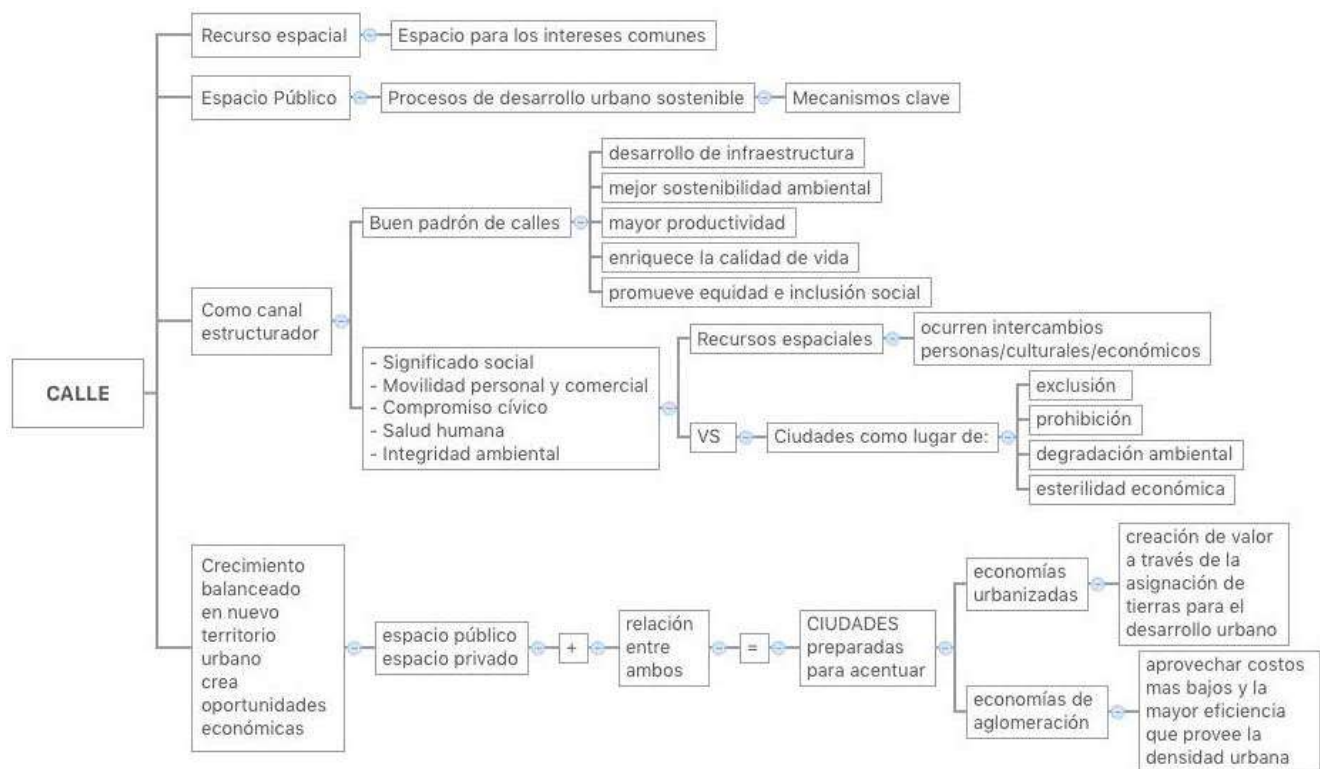 CALLE
Recurso espacial
Espacio para los intereses comunes
Espacio Público
Procesos de desarrollo urbano sostenible
Mecanismos clave
Como canal
estructurador
Buen padrón de calles
desarrollo de infraestructura
mejor sostenibilidad ambiental
mayor productividad
enriquece la calidad de vida
promueve equidad e inclusión social
- Significado social
- Movilidad personal y comercial
- Compromiso cívico
- Salud humana
- Integridad ambiental
Recursos espaciales
ocurren intercambios
personas/culturales/económicos
VS
Ciudades como lugar de:
exclusión
prohibición
degradación ambiental
esterilidad económica
Crecimiento
balanceado
en nuevo
territorio
urbano
crea
oportunidades
económicas
espacio público
espacio privado
+
relación
entre
ambos
=
CIUDADES
preparadas
para acentuar
economías
urbanizadas
creación de valor
a través de la
asignación de
tierras para el
desarrollo urbano
economías de
aglomeración
aprovechar costos
mas bajos y la
mayor eficiencia
que provee la
densidad urbana